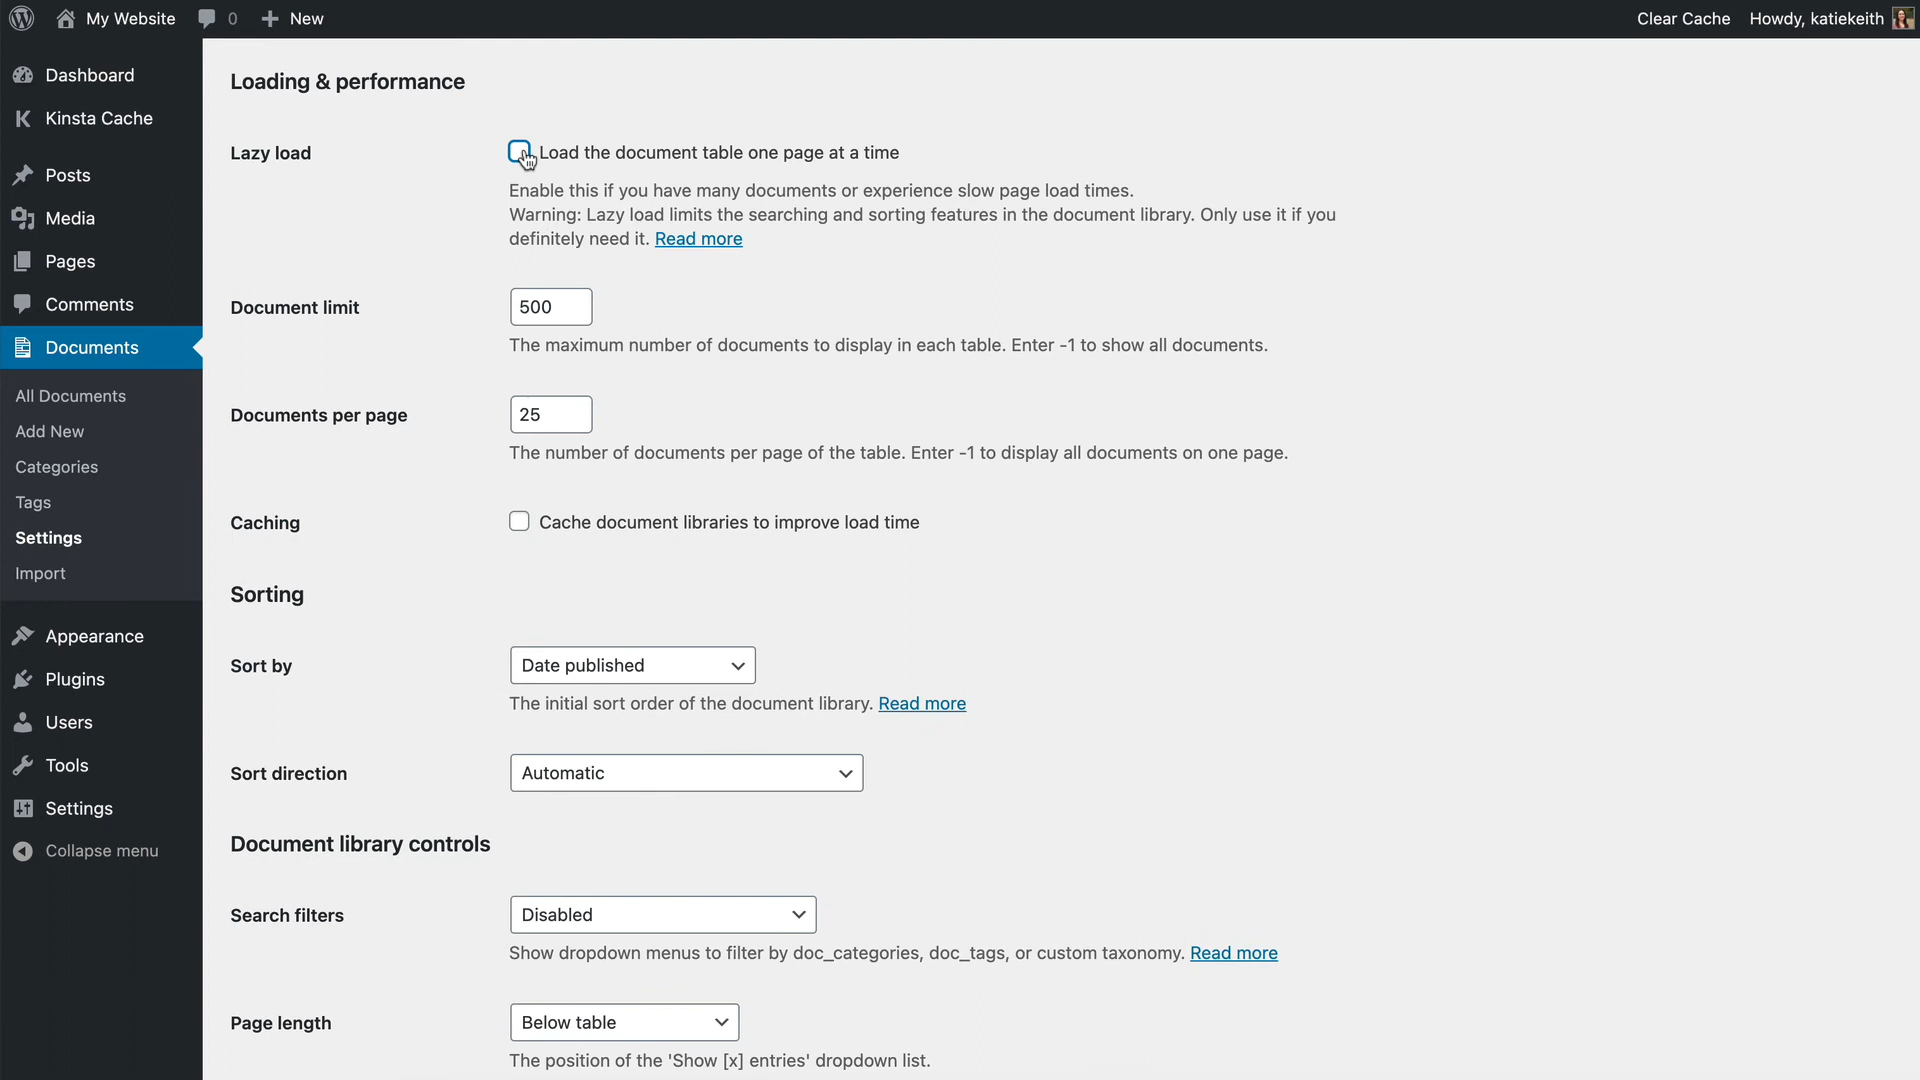 My Website
0
New
Clear Cache
Howdy, katiekeith
Dashboard
Kinsta Cache
Posts
Media
Pages
Comments
Documents
All Documents
Add New
Categories
Tags
Settings
Import
Appearance
Plugins
Users
Tools
Settings
Collapse menu
Loading & performance
Lazy load
Load the document table one page at a time
Enable this if you have many documents or experience slow page load times.
Warning: Lazy load limits the searching and sorting features in the document library. Only use it if you
definitely need it. Read more
Document limit
500
The maximum number of documents to display in each table. Enter -1 to show all documents.
Documents per page
25
The number of documents per page of the table. Enter -1 to display all documents on one page.
Caching
Cache document libraries to improve load time
Sorting
Sort by
Date published
The initial sort order of the document library. Read more
Sort direction
Automatic
Document library controls
Search filters
Disabled
Show dropdown menus to filter by doc_categories, doc_tags, or custom taxonomy. Read more
Page length
Below table
The position of the 'Show [x] entries' dropdown list.